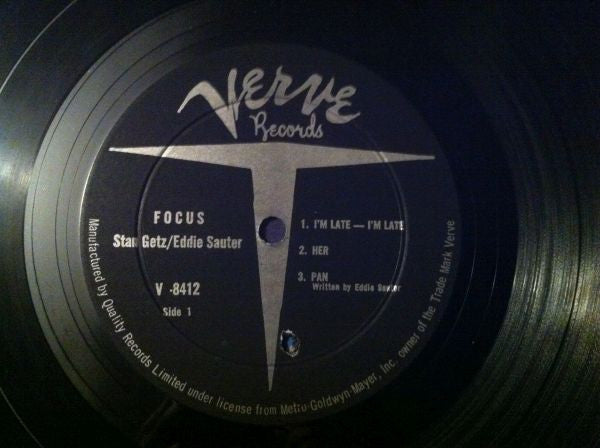 VERVE
Records
FOCUS
Stan Getz/Eddie Sauter
V-8412
Side 1
1. I'M LATE — I'M LATE
2. HER
3. PAN
Written by Eddie Sauter
Manufactured by Quality Records Limited under license from Metro-Goldwyn-Mayer, Inc. owner of the Trade Mark Verve